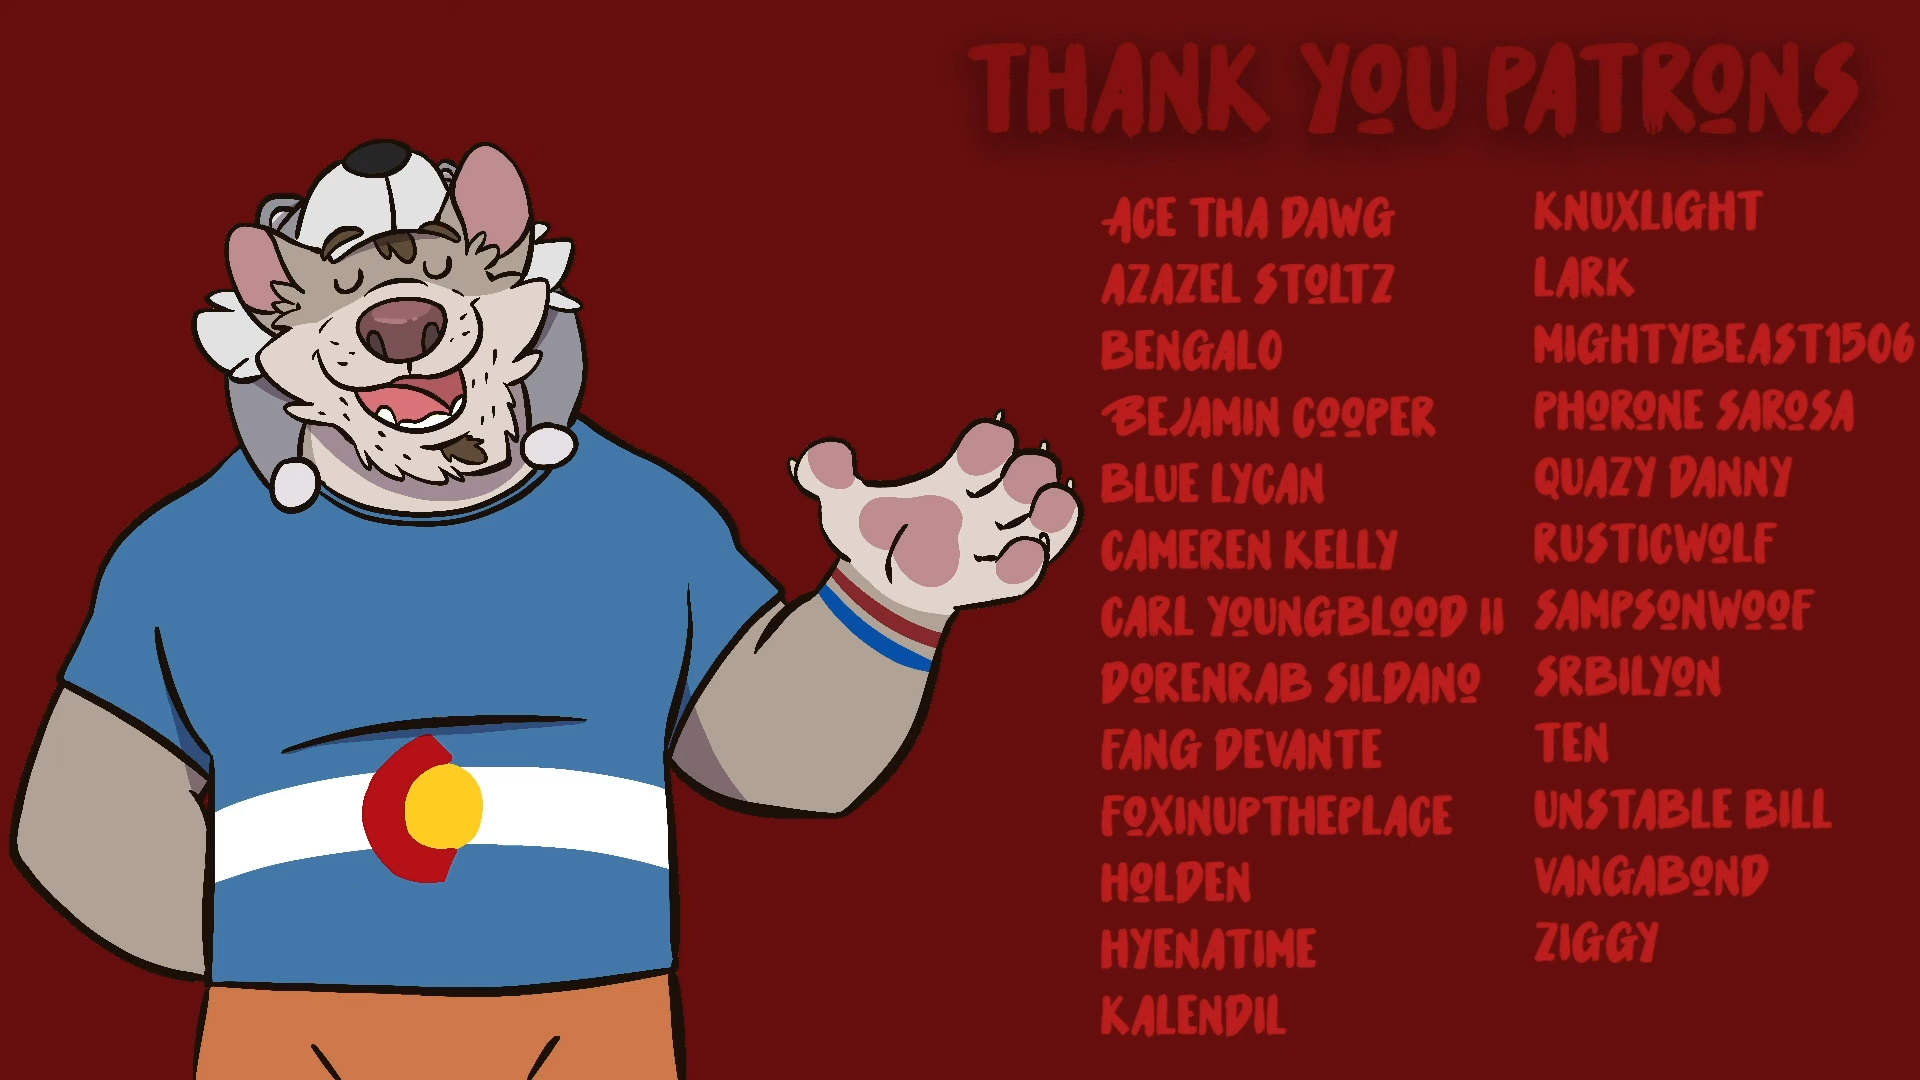 THANK YOU PATRONS
ACE THA DAWG
AZAZEL STOLTZ
BENGALO
BEJAMIN COOPER
BLUE LYCAN
CAMEREN KELLY
CARL YOUNGBLOOD II
DORENRAB SILDANO
FANG DEVANTE
FOXINUPTHEPLACE
HOLDEN
HYENATIME
KALENDIL
KNUXLIGHT
LARK
MIGHTYBEAST1506
PHORONE SAROSA
QUAZY DANNY
RUSTICWOLF
SAMPSONWOOF
SRBILYON
TEN
UNSTABLE BILL
VANGABOND
ZIGGY